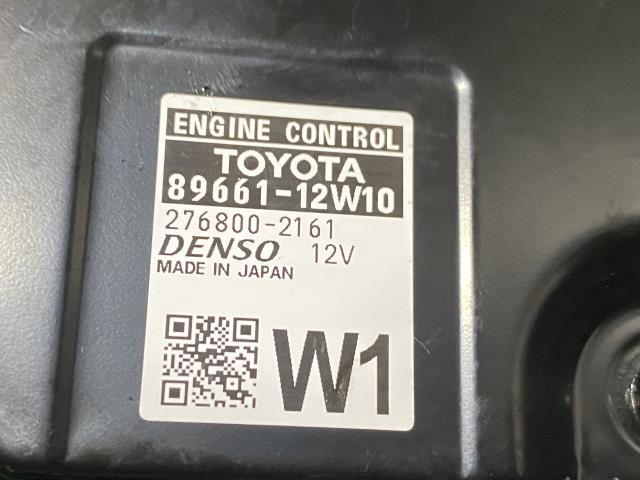 ENGINE CONTROL
TOYOTA
89661-12W10
276800-2161
DENSO 12V
MADE IN JAPAN
W1